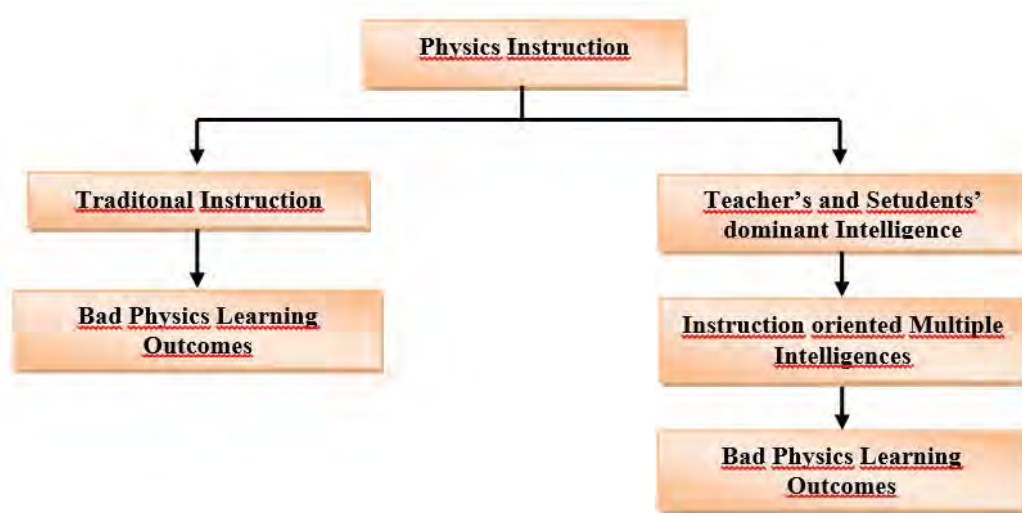 Physics Instruction
Traditonal Instruction
Teacher's and Setudents'
dominant Intelligence
Bad Physics Learning
Outcomes
Instruction oriented Multiple
Intelligences
Bad Physics Learning
Outcomes